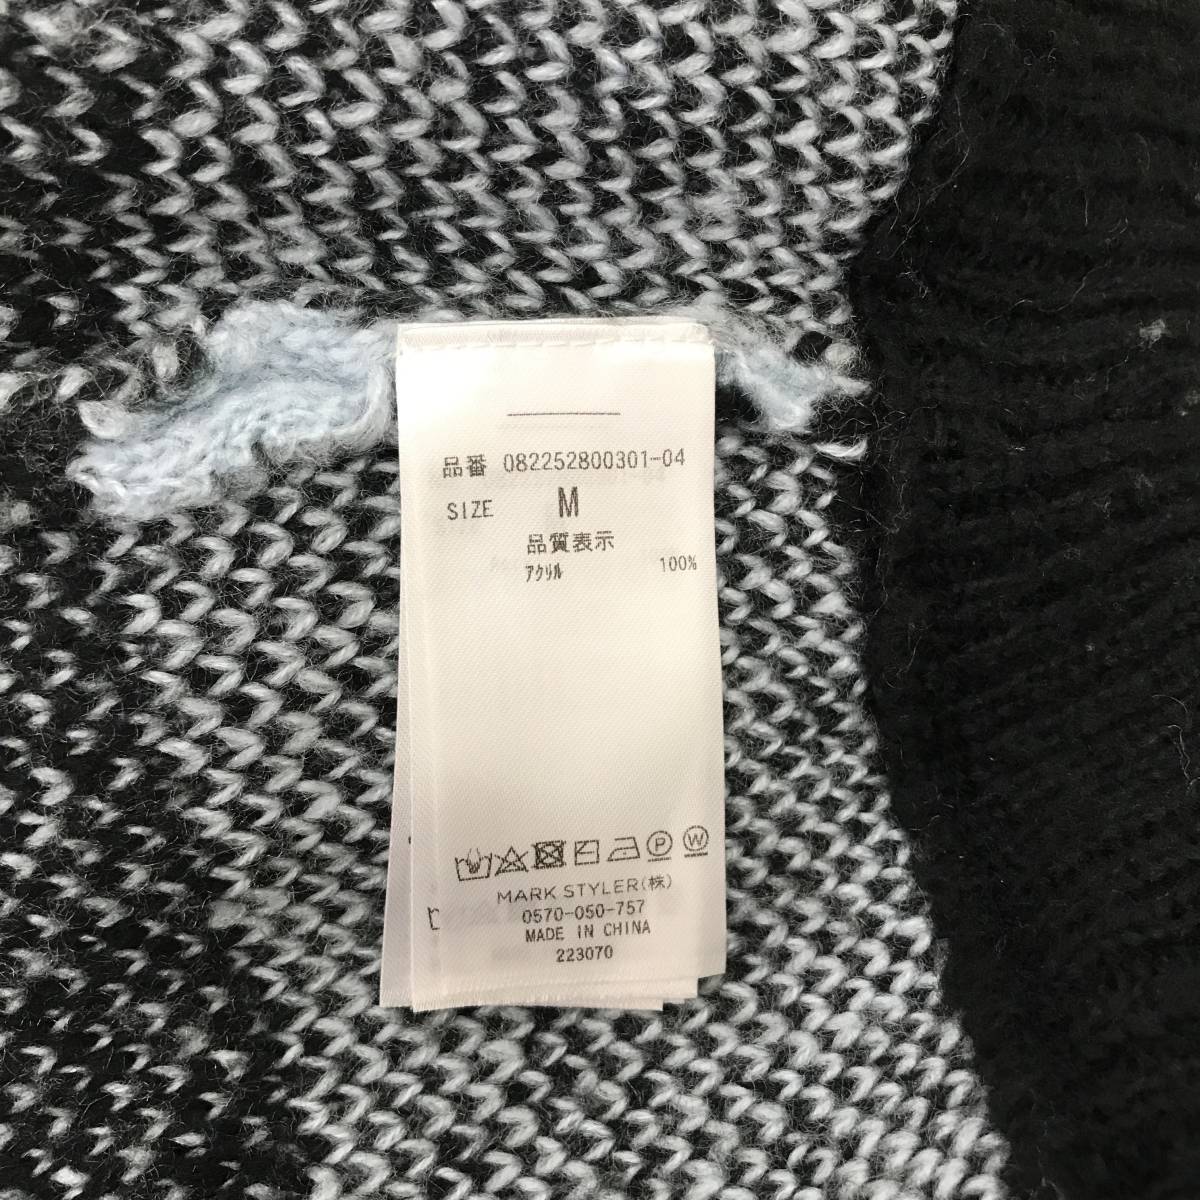 品番 082252800301-04
SIZE M
品質表示
ｱｸﾘﾙ 100%
P W
MARK STYLER(株)
0570-050-757
MADE IN CHINA
223070